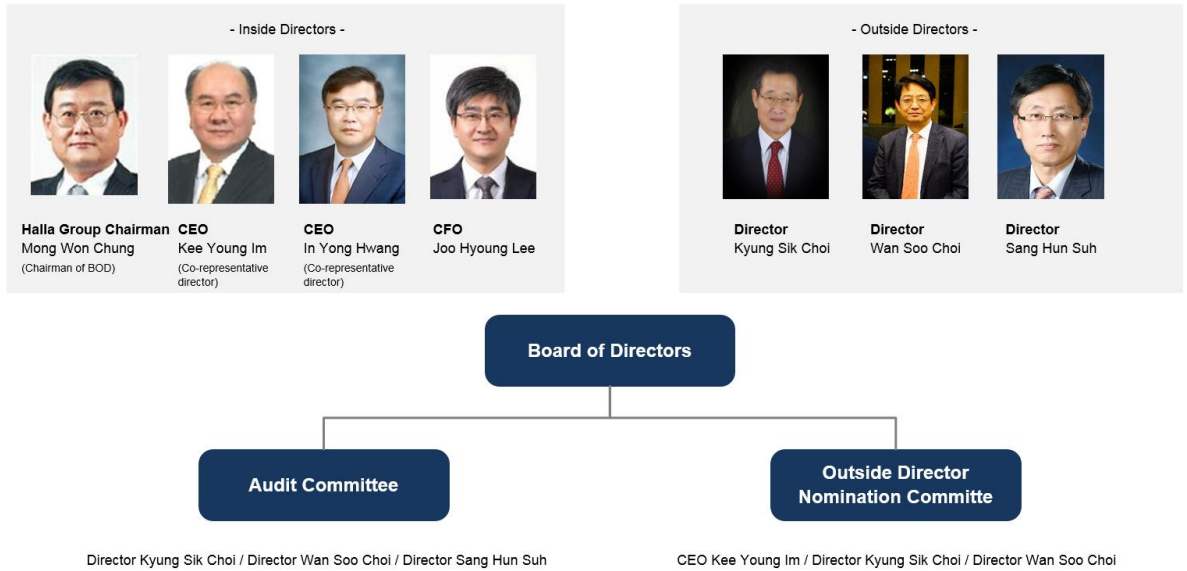 - Inside Directors -
- Outside Directors -
Halla Group Chairman
Mong Won Chung
(Chairman of BOD)
CEO
Kee Young Im
(Co-representative
director)
CEO
In Yong Hwang
(Co-representative
director)
CFO
Joo Hyoung Lee
Director
Kyung Sik Choi
Director
Wan Soo Choi
Director
Sang Hun Suh
Board of Directors
Audit Committee
Outside Director
Nomination Committe
Director Kyung Sik Choi / Director Wan Soo Choi / Director Sang Hun Suh
CEO Kee Young Im / Director Kyung Sik Choi / Director Wan Soo Choi